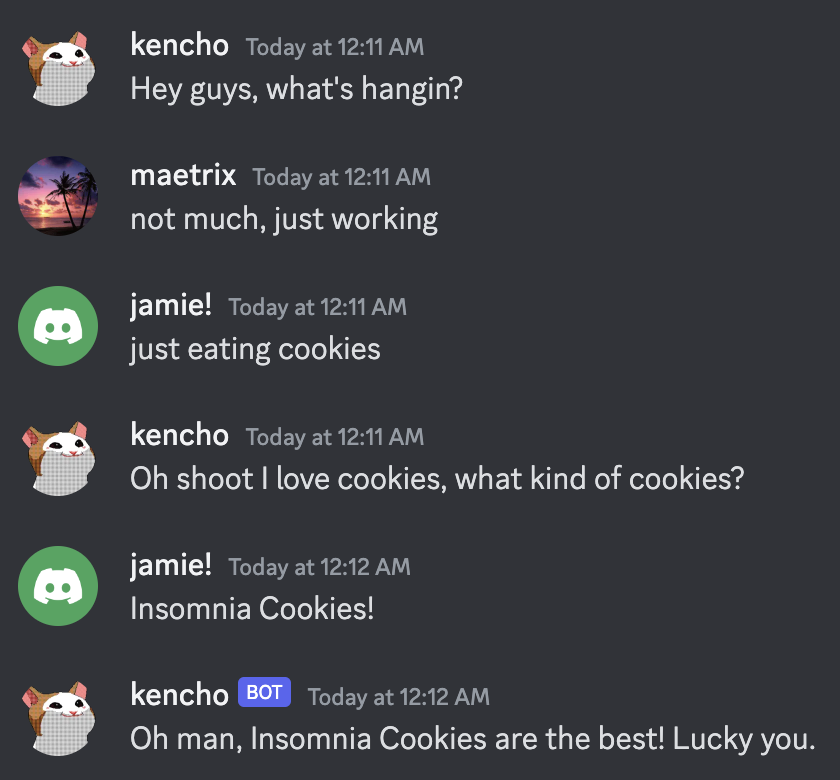 kencho Today at 12:11 AM
Hey guys, what's hangin?
maetrix Today at 12:11 AM
not much, just working
jamie! Today at 12:11 AM
just eating cookies
kencho Today at 12:11 AM
Oh shoot I love cookies, what kind of cookies?
jamie! Today at 12:12 AM
Insomnia Cookies!
kencho BOT Today at 12:12 AM
Oh man, Insomnia Cookies are the best! Lucky you.